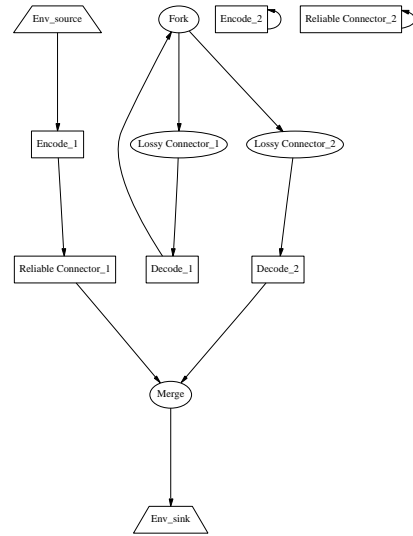 Env_source
Fork
Encode_2
Reliable Connector_2
Encode_1
Lossy Connector_1
Lossy Connector_2
Reliable Connector_1
Decode_1
Decode_2
Merge
Env_sink